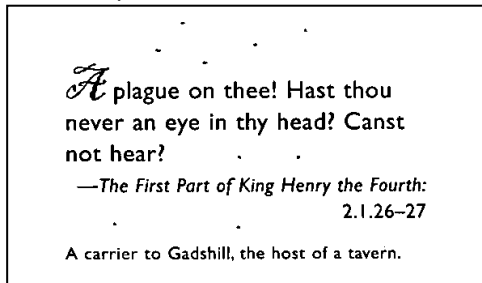 A plague on thee! Hast thou
never an eye in thy head? Canst
not hear?
—The First Part of King Henry the Fourth:
2.1.26–27
A carrier to Gadshill, the host of a tavern.